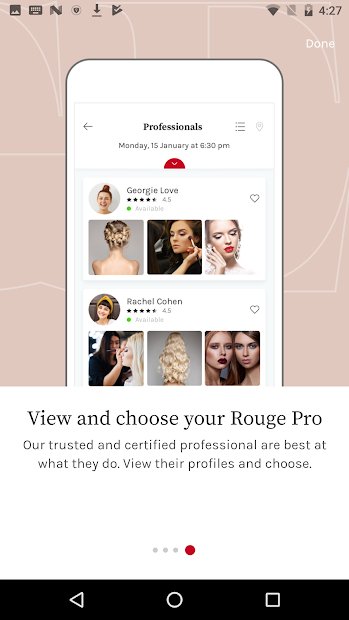 4:27
Done
Professionals
Monday, 15 January at 6:30 pm
Georgie Love
4.5
Available
Rachel Cohen
4.5
Available
View and choose your Rouge Pro
Our trusted and certified professional are best at
what they do. View their profiles and choose.